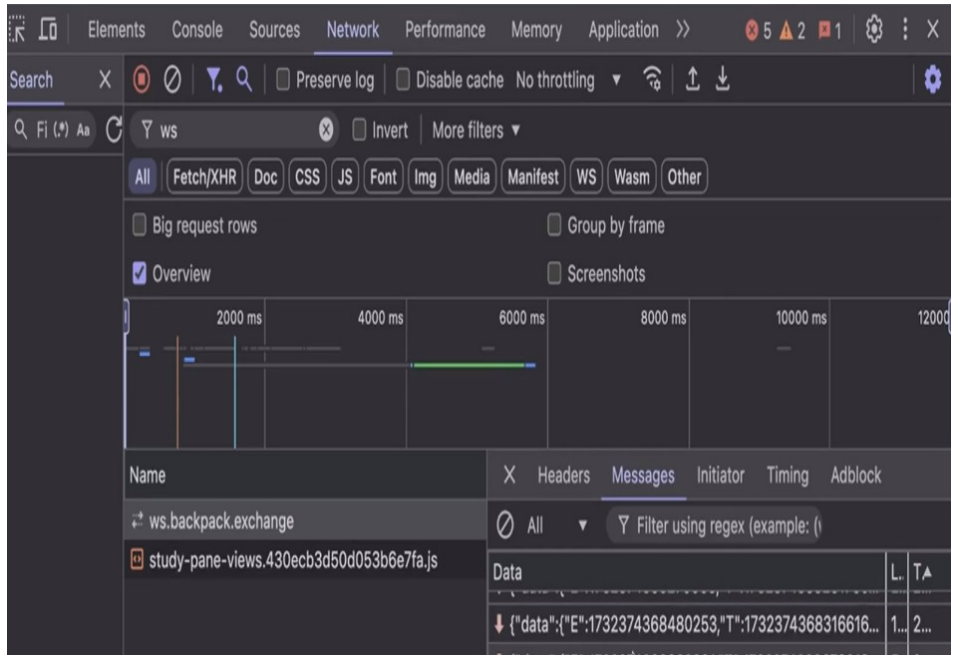 Elements Console Sources Network Performance Memory Application 5 2 1
Search Preserve log Disable cache No throttling
Fi (.*) Aa ws Invert More filters
All Fetch/XHR Doc CSS JS Font Img Media Manifest WS Wasm Other
Big request rows Group by frame
Overview Screenshots
2000 ms 4000 ms 6000 ms 8000 ms 10000 ms 12000
Name Headers Messages Initiator Timing Adblock
ws.backpack.exchange All Filter using regex (example: (
study-pane-views.430ecb3d50d053b6e7fa.js
Data L.. T
{"data":{"E":1732374368480253,"T":1732374368316616... 1... 2...